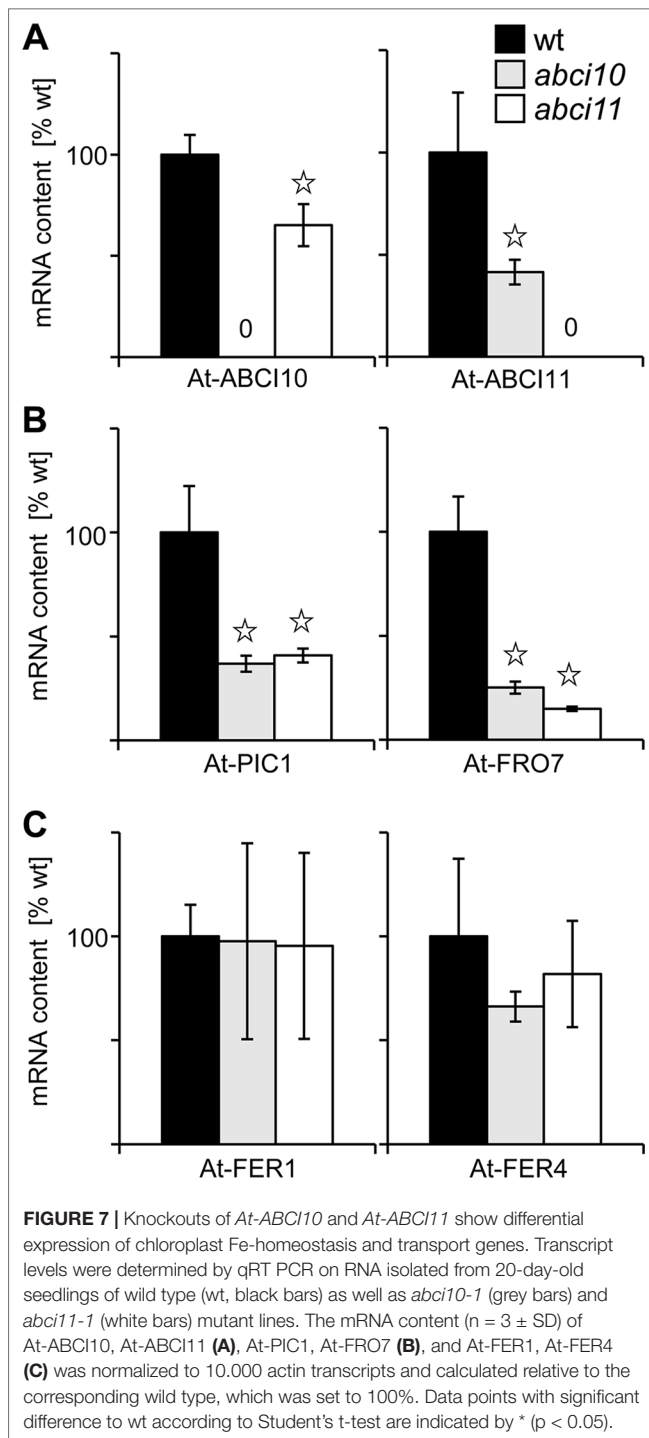 A
wt
abci10
abci11
mRNA content [% wt]
100
0
☆
☆
0
At-ABCI10
At-ABCI11
B
mRNA content [% wt]
100
☆
☆
☆
☆
At-PIC1
At-FRO7
C
mRNA content [% wt]
100
At-FER1
At-FER4
FIGURE 7 | Knockouts of At-ABCI10 and At-ABCI11 show differential
expression of chloroplast Fe-homeostasis and transport genes. Transcript
levels were determined by qRT PCR on RNA isolated from 20-day-old
seedlings of wild type (wt, black bars) as well as abci10-1 (grey bars) and
abci11-1 (white bars) mutant lines. The mRNA content (n = 3 ± SD) of
At-ABCI10, At-ABCI11 (A), At-PIC1, At-FRO7 (B), and At-FER1, At-FER4
(C) was normalized to 10.000 actin transcripts and calculated relative to the
corresponding wild type, which was set to 100%. Data points with significant
difference to wt according to Student's t-test are indicated by * (p < 0.05).